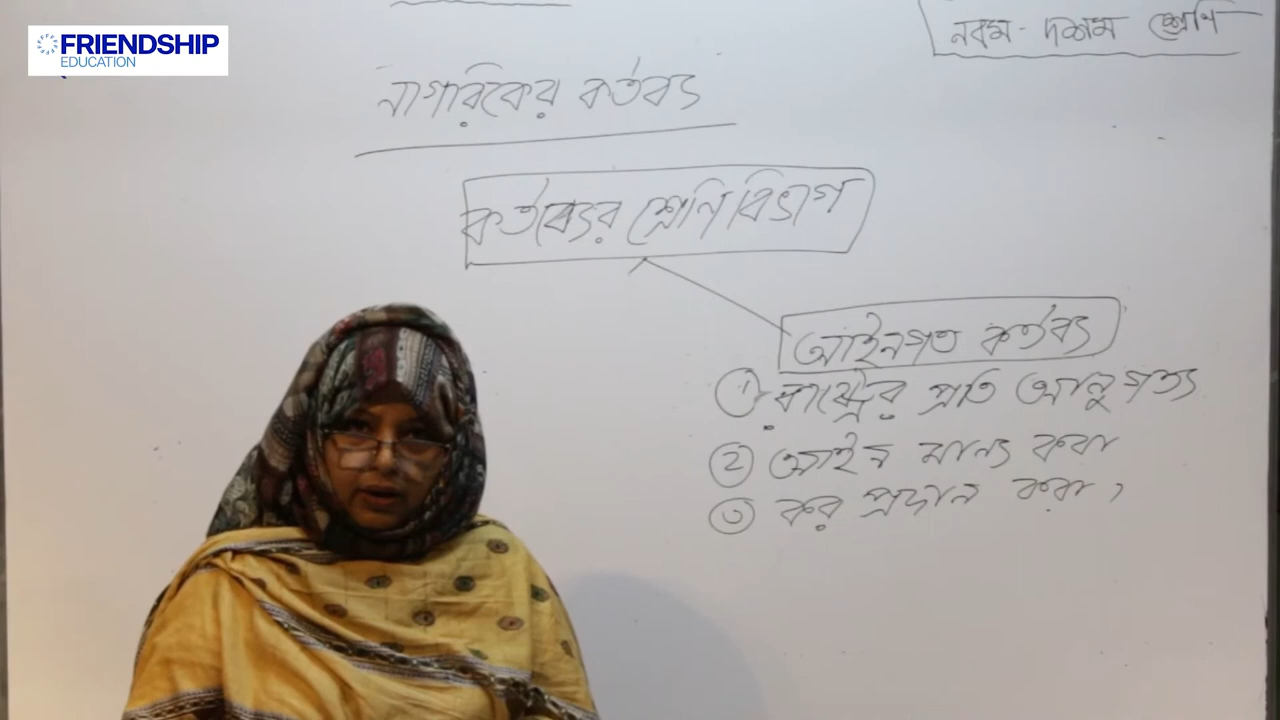 FRIENDSHIP
EDUCATION
নবম - দশম শ্রেণি
নাগরিকের কর্তব্য
কর্তব্যের শ্রেণি বিভাগ
আইনগত কর্তব্য
① রাষ্ট্রের প্রতি আনুগত্য
② আইন মান্য করা
৩ কর প্রদান করা,